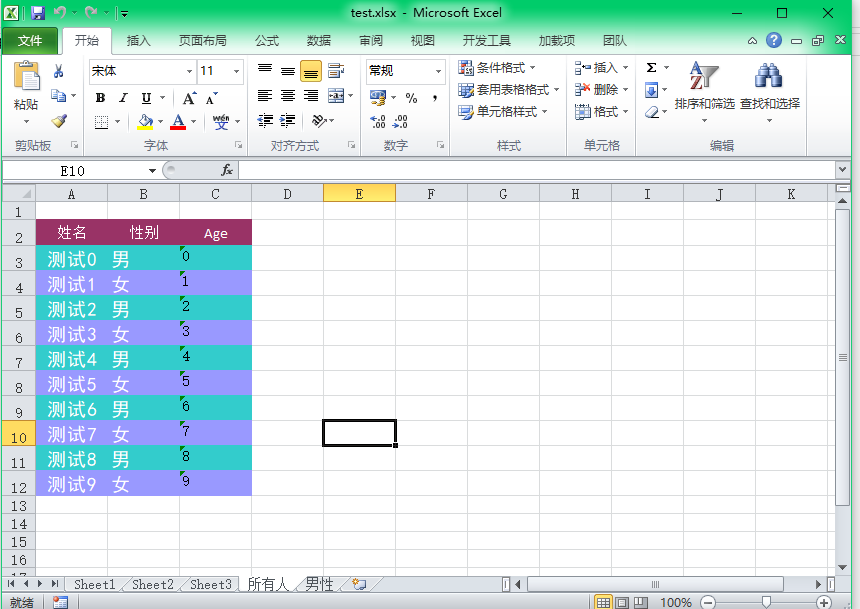 test.xlsx - Microsoft Excel
文件 开始 插入 页面布局 公式 数据 审阅 视图 开发工具 加载项 团队
宋体 11 常规 条件格式 插入 Σ
粘贴 B I U A A 套用表格格式 删除 排序和筛选 查找和选择
A wén 文 % , 单元格样式 格式
剪贴板 字体 对齐方式 数字 样式 单元格 编辑
E10 fx
A B C D E F G H I J K
1
2 姓名 性别 Age
3 测试0 男 0
4 测试1 女 1
5 测试2 男 2
6 测试3 女 3
7 测试4 男 4
8 测试5 女 5
9 测试6 男 6
10 测试7 女 7
11 测试8 男 8
12 测试9 女 9
13
14
15
16
17
Sheet1 Sheet2 Sheet3 所有人 男性
就绪 100%